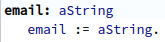 email: aString
email := aString.